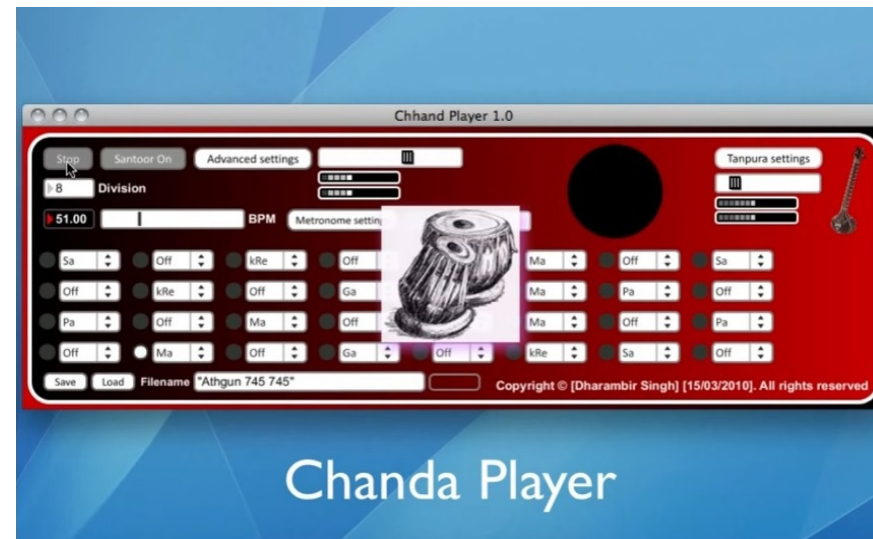 Chhand Player 1.0
Stop Santoor On Advanced settings Tanpura settings
8 Division
51.00 BPM Metronome settin
Sa Off kRe Off Ma Off Sa
Off kRe Off Ga Ma Pa Off
Pa Off Ma Off Ma Off Pa
Off Ma Off Ga Off kRe Sa Off
Save Load Filename "Athgun 745 745"
Copyright © [Dharambir Singh] [15/03/2010]. All rights reserved
Chanda Player